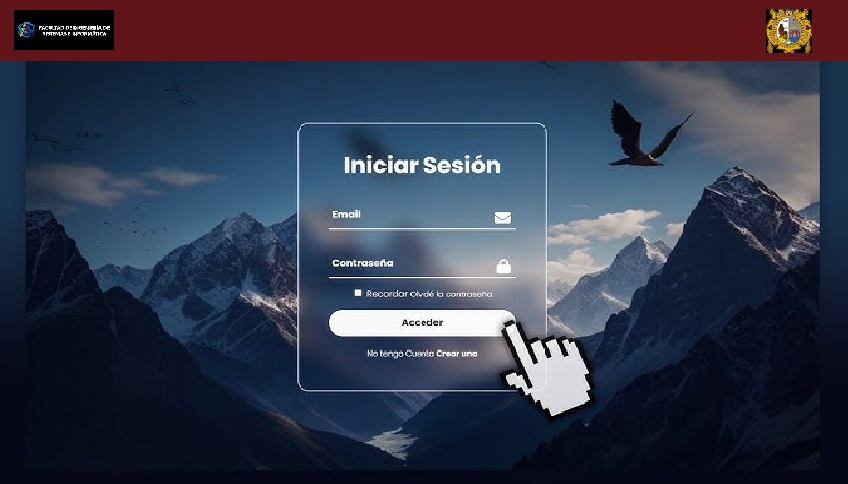 FACULTAD DE INGENIERÍA DE
SISTEMAS E INFORMÁTICA
Iniciar Sesión
Email
Contraseña
Recordar Olvdé la contraseña
Acceder
No tengo Cuenta Crear una